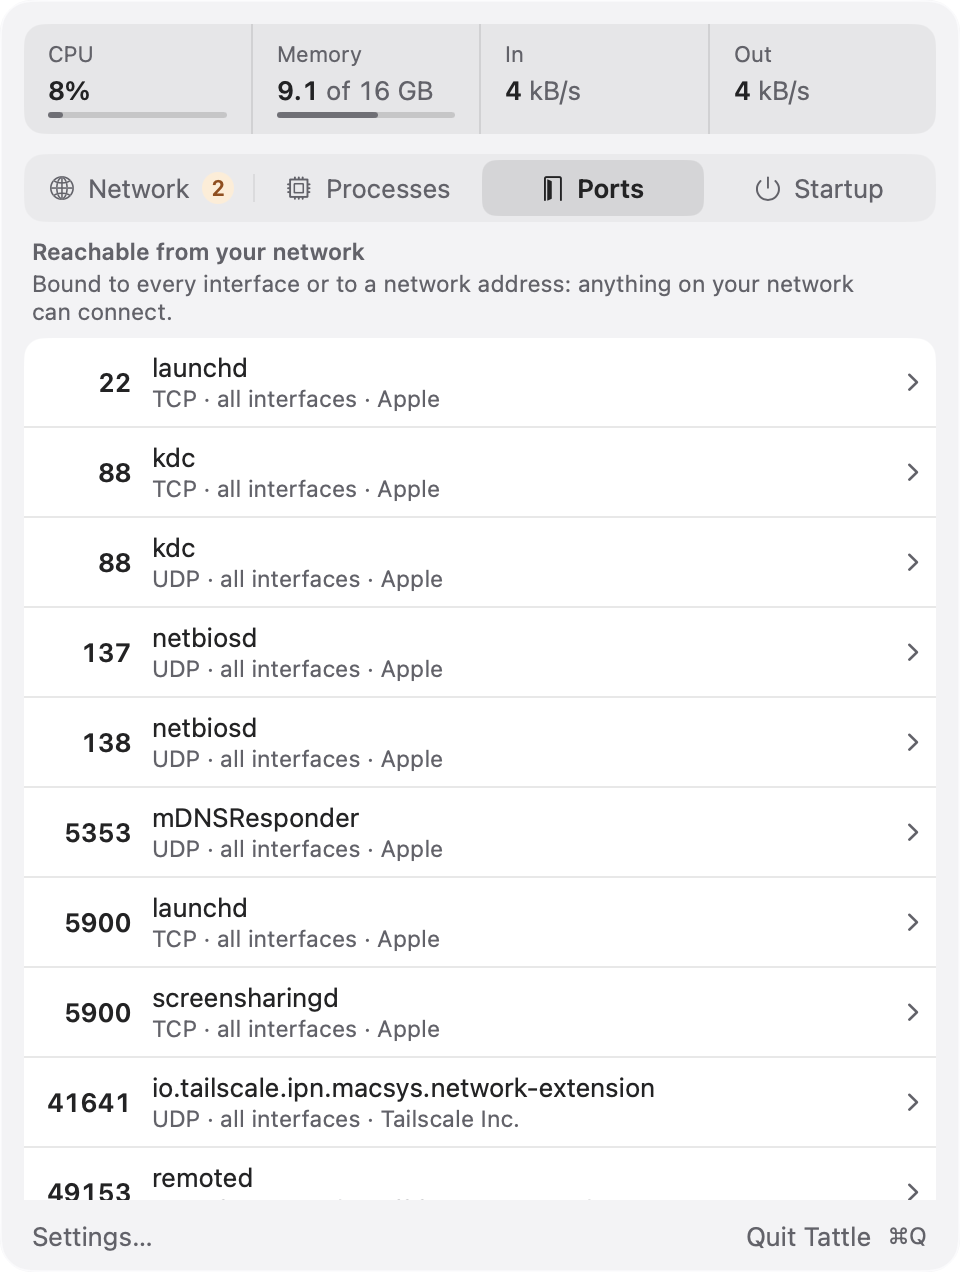 CPU
8%
Memory
9.1 of 16 GB
In
4 kB/s
Out
4 kB/s
Network 2
Processes
Ports
Startup
Reachable from your network
Bound to every interface or to a network address: anything on your network
can connect.
22
launchd
TCP · all interfaces · Apple
88
kdc
TCP · all interfaces · Apple
88
kdc
UDP · all interfaces · Apple
137
netbiosd
UDP · all interfaces · Apple
138
netbiosd
UDP · all interfaces · Apple
5353
mDNSResponder
UDP · all interfaces · Apple
5900
launchd
TCP · all interfaces · Apple
5900
screensharingd
TCP · all interfaces · Apple
41641
io.tailscale.ipn.macsys.network-extension
UDP · all interfaces · Tailscale Inc.
49153
remoted
Settings...
Quit Tattle ⌘Q